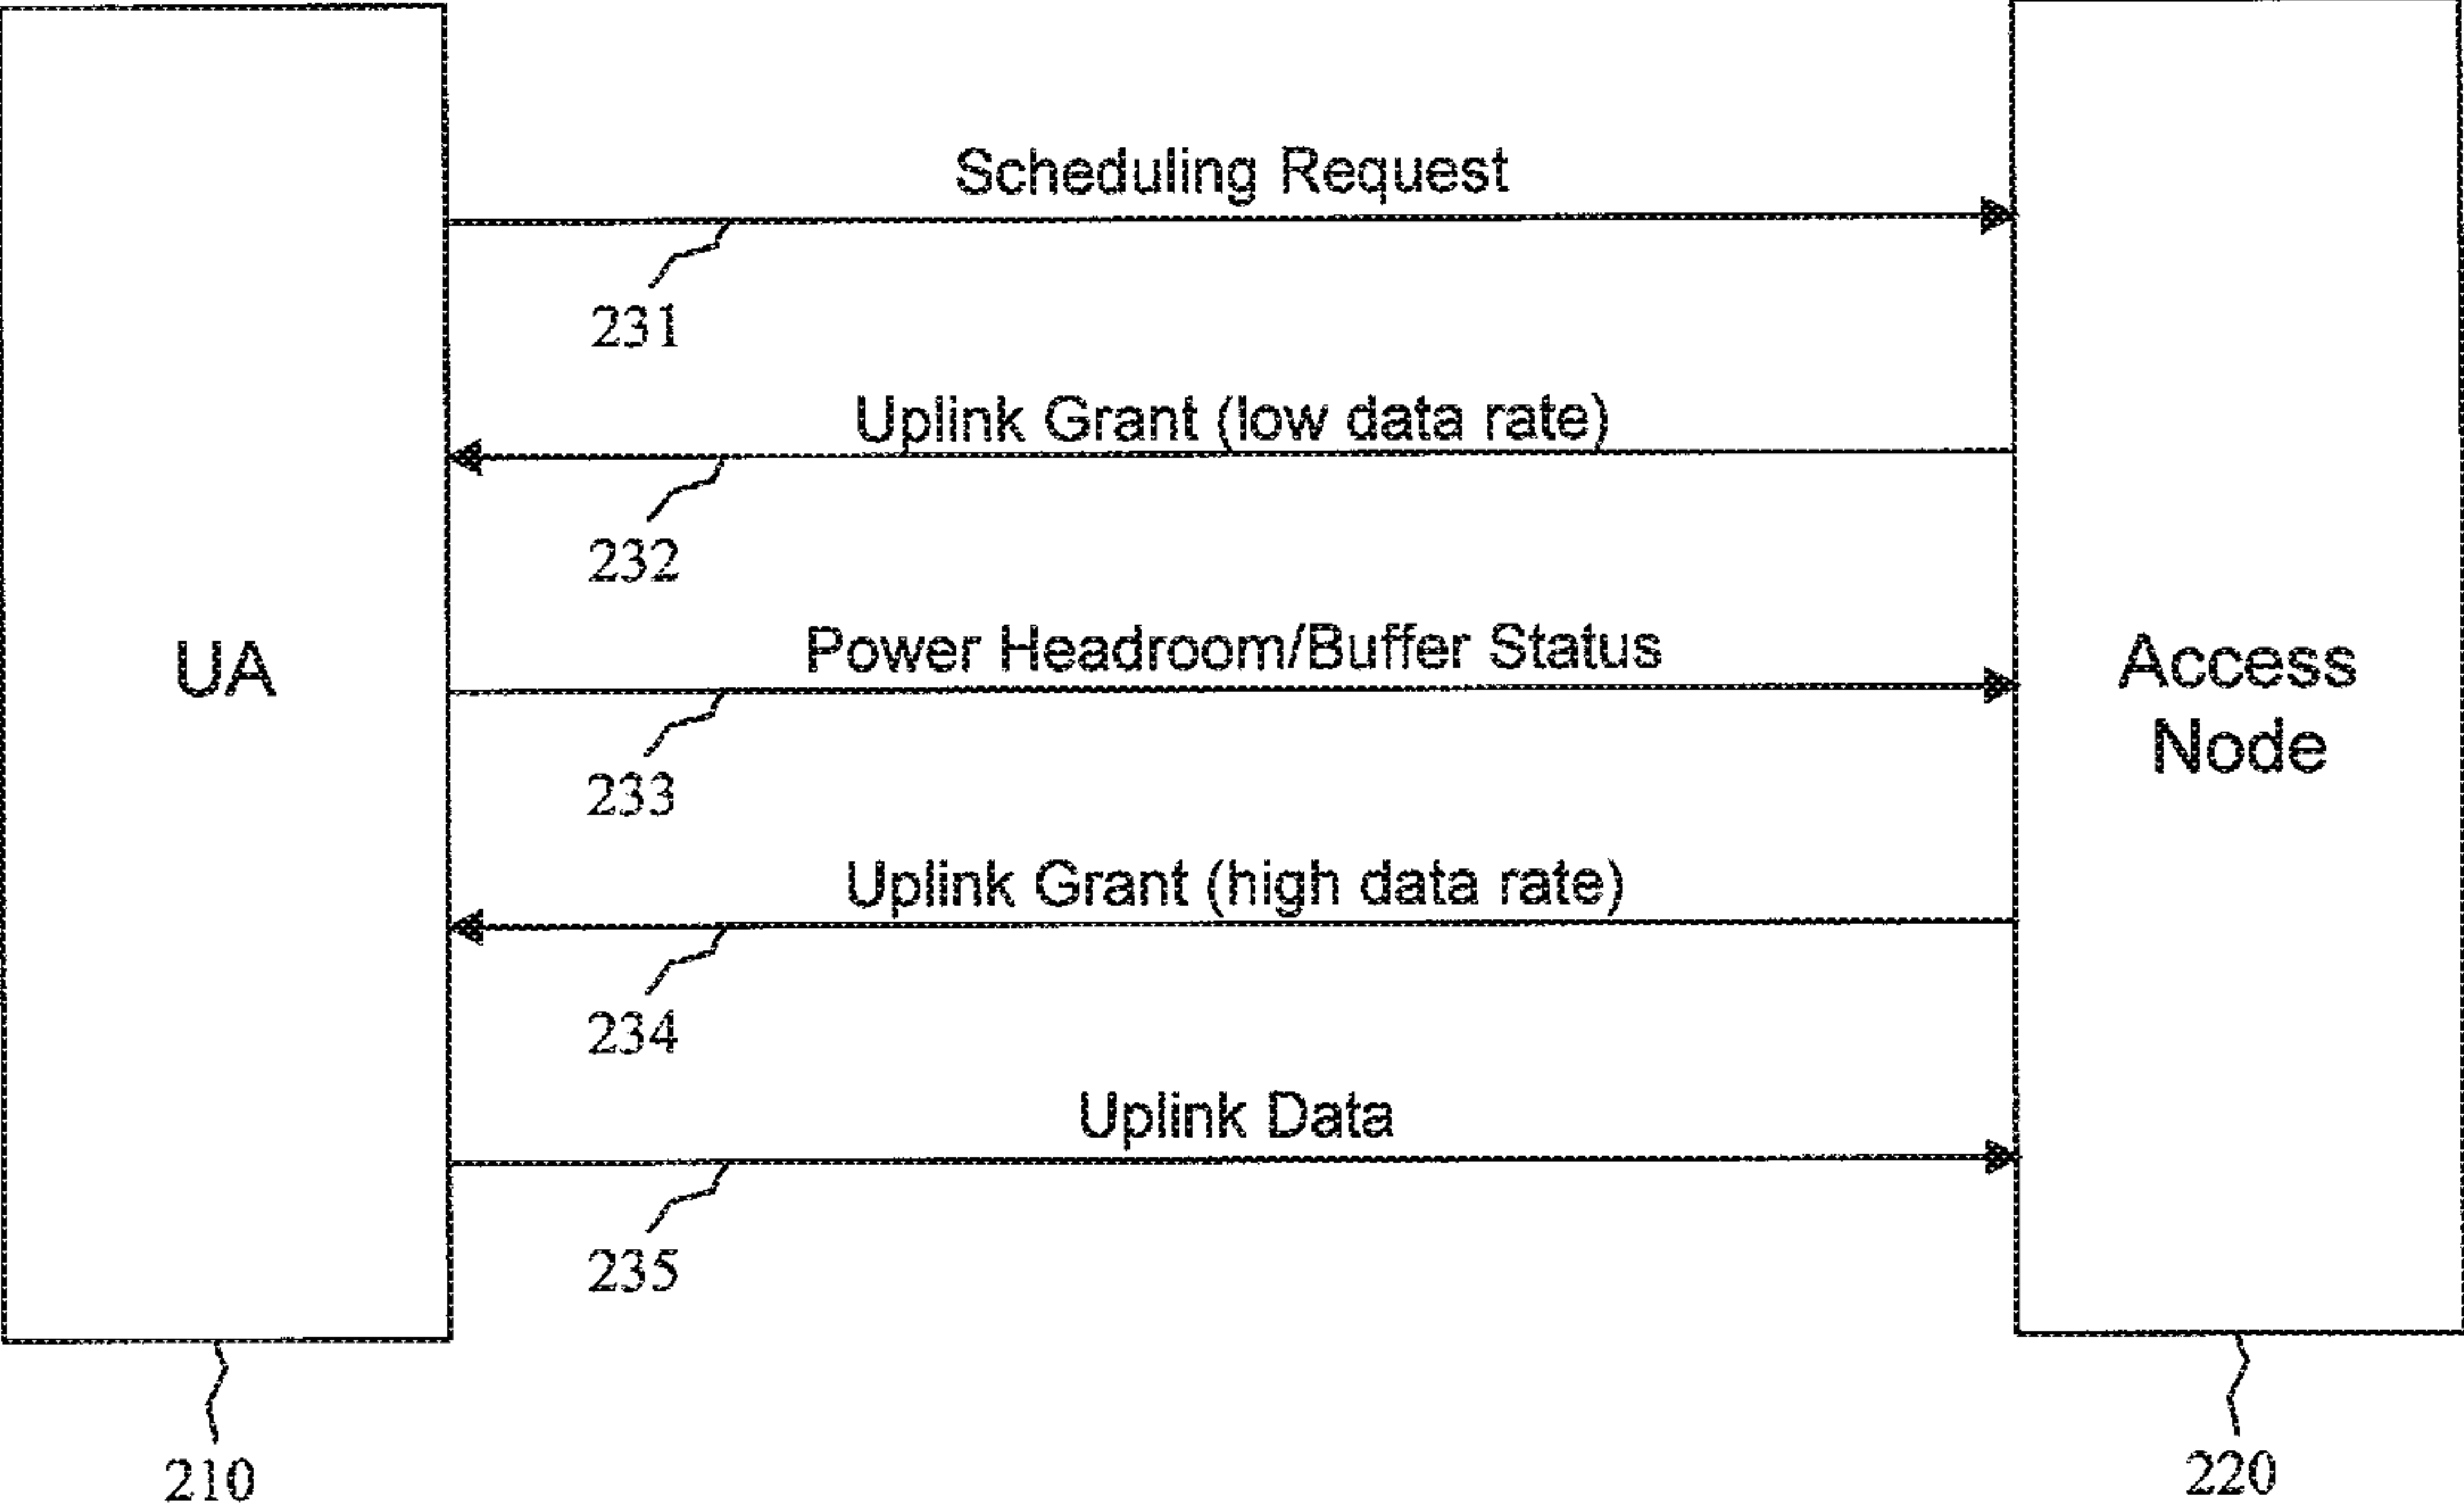 Scheduling Request
231
Uplink Grant (low data rate)
232
Power Headroom/Buffer Status
UA
Access
Node
233
Uplink Grant (high data rate)
234
Uplink Data
235
210
220